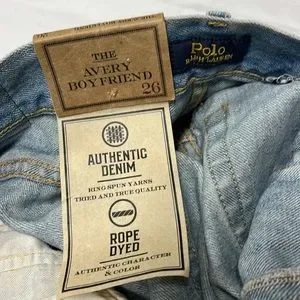 THE
AVERY
BOYFRIEND
26
Polo
RALPH LAUREN
AUTHENTIC
DENIM
RING SPUN YARNS
TRIED AND TRUE QUALITY
ROPE
DYED
AUTHENTIC CHARACTER
& COLOR